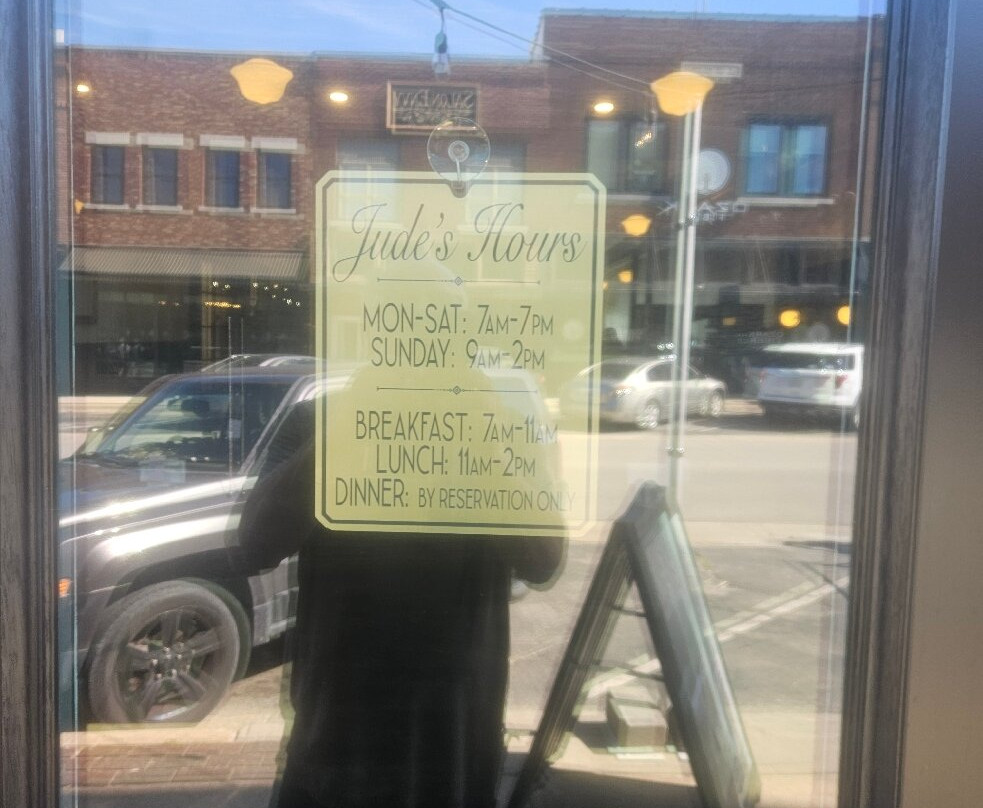 Jude's Hours
MON-SAT: 7AM-7PM
SUNDAY: 9AM-2PM
BREAKFAST: 7AM-11AM
LUNCH: 11AM-2PM
DINNER: BY RESERVATION ONLY